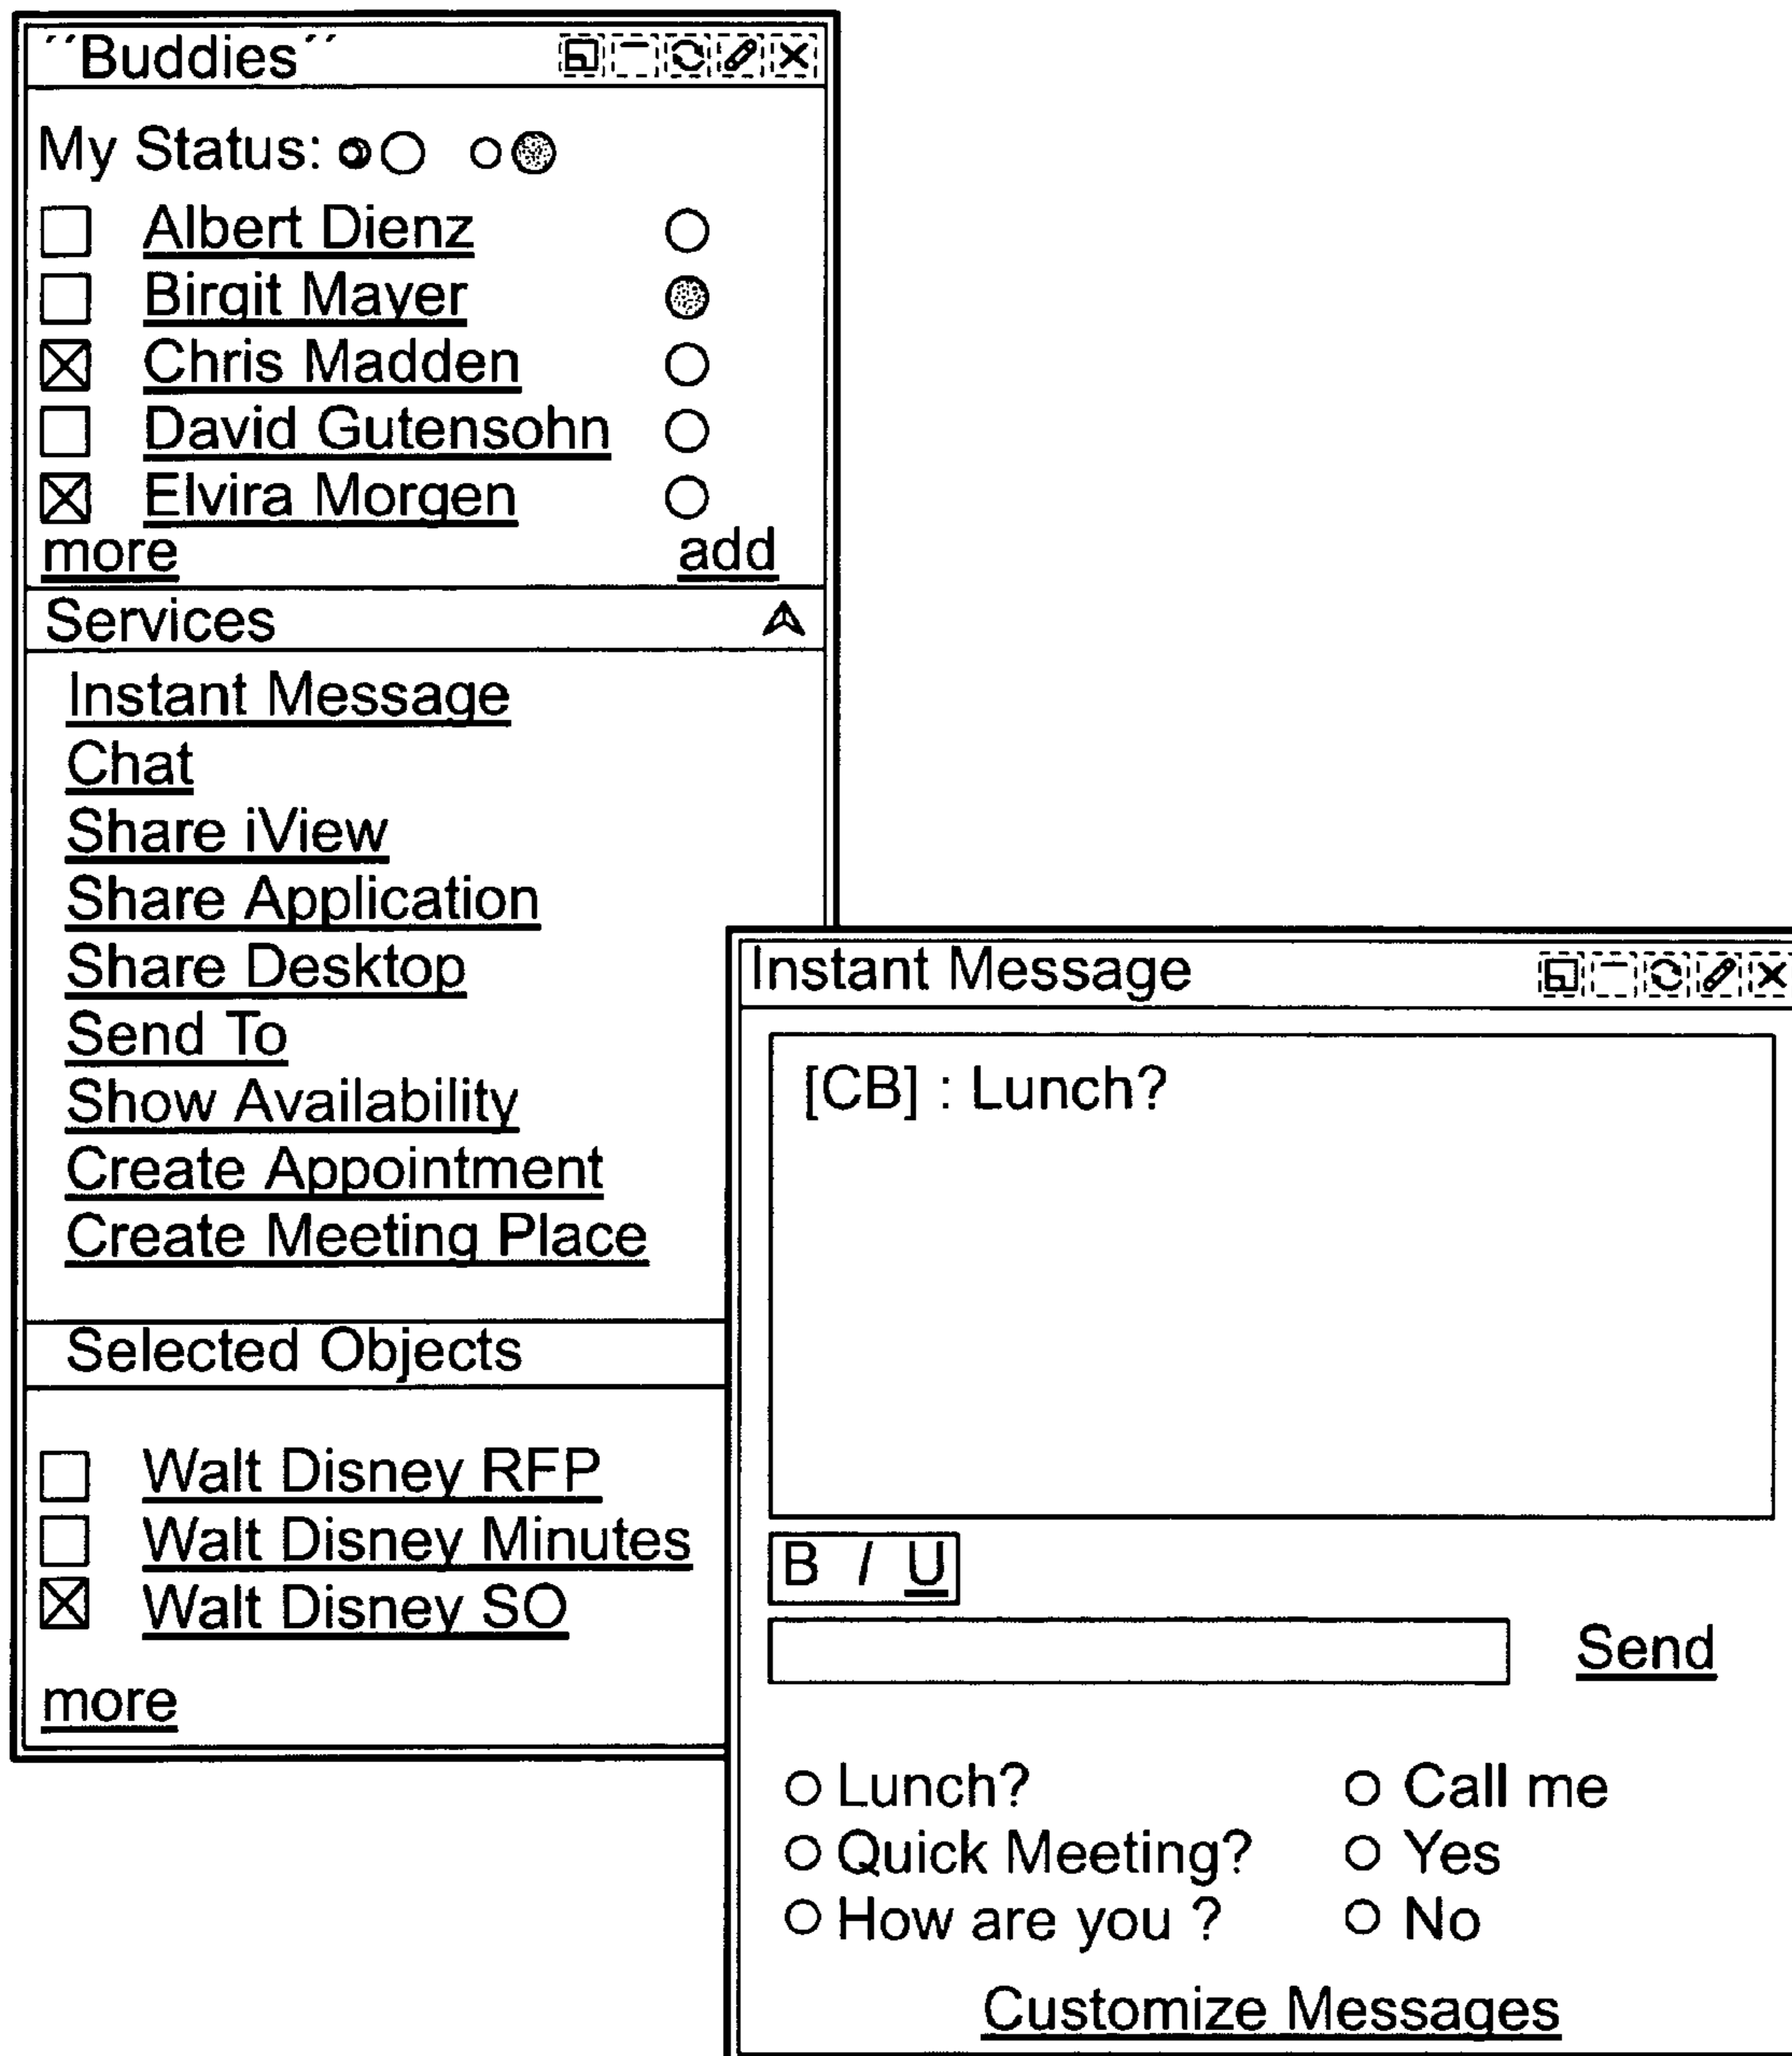 ´´Buddies´´
My Status:
Albert Dienz
Birgit Mayer
Chris Madden
David Gutensohn
Elvira Morgen
more add
Services
Instant Message
Chat
Share iView
Share Application
Share Desktop
Send To
Show Availability
Create Appointment
Create Meeting Place
Selected Objects
Walt Disney RFP
Walt Disney Minutes
Walt Disney SO
more
Instant Message
[CB] : Lunch?
B I U
Send
Lunch? Call me
Quick Meeting? Yes
How are you ? No
Customize Messages